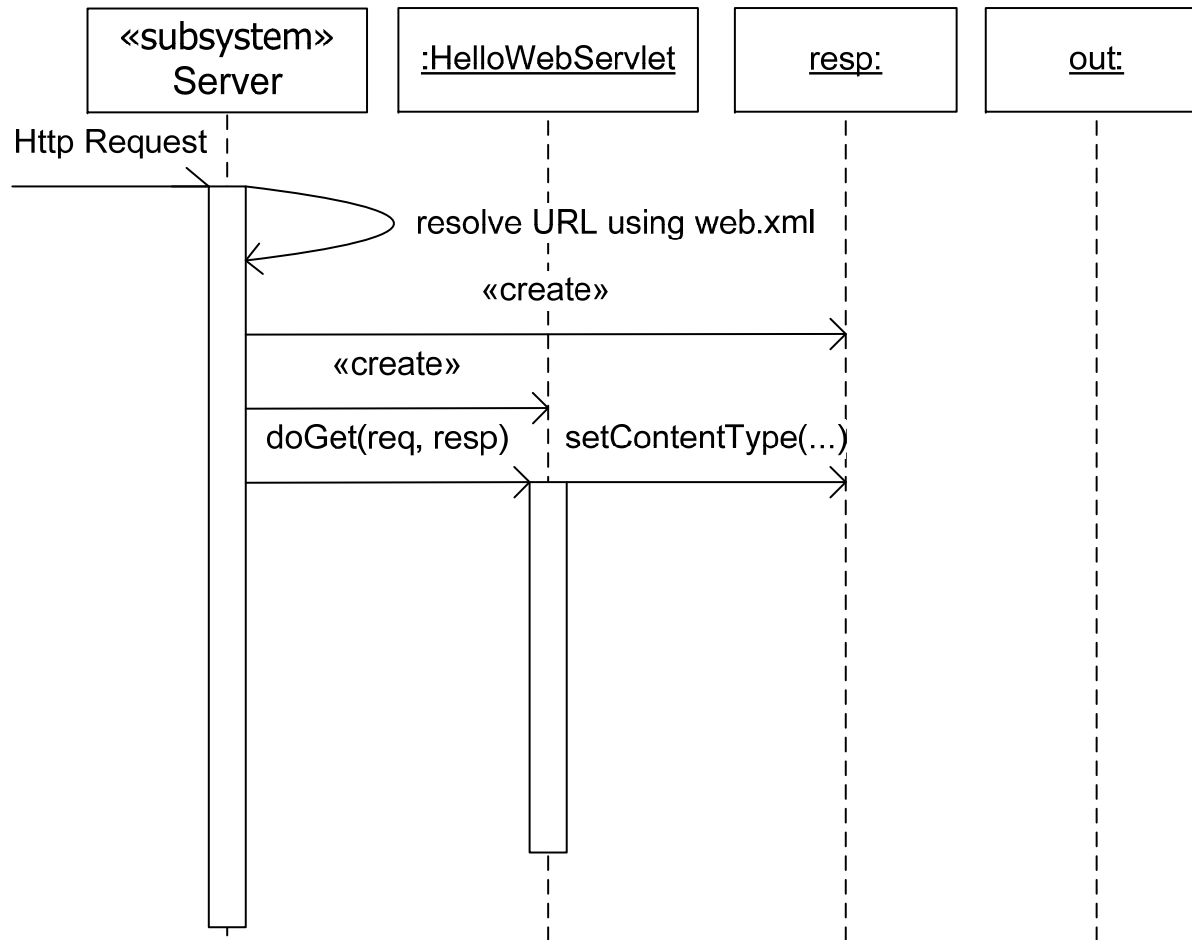 «subsystem»
Server
:HelloWebServlet
resp:
out:
Http Request
resolve URL using web.xml
«create»
«create»
doGet(req, resp)
setContentType(...)